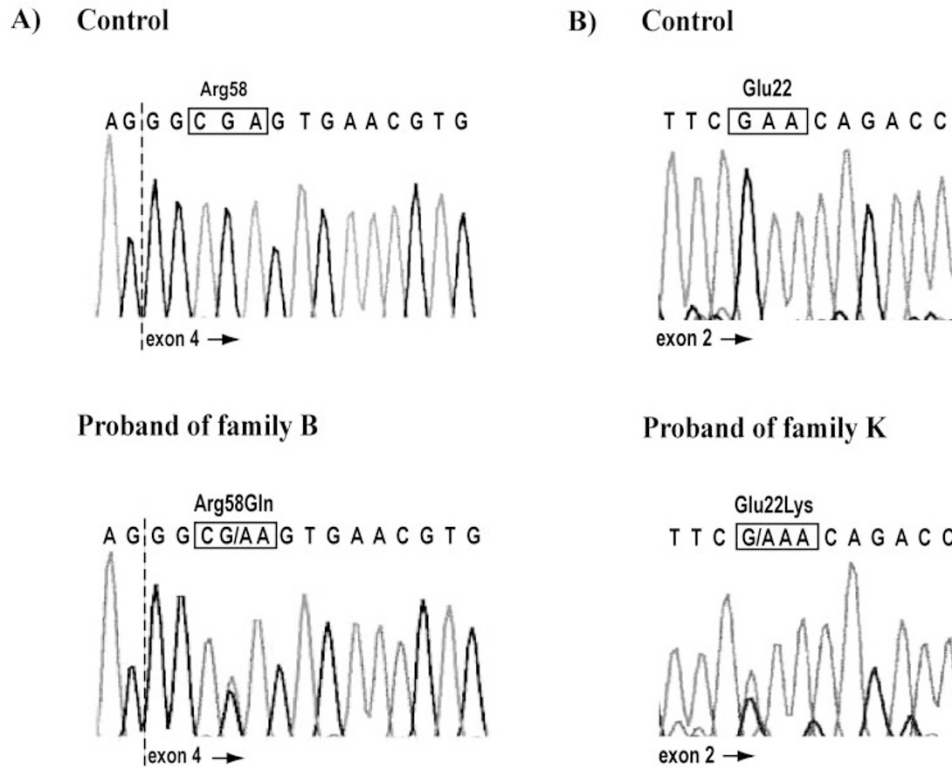 A) Control
Arg58
A G G G C G A G T G A A C G T G
exon 4
Proband of family B
Arg58Gln
A G G G C G/A A G T G A A C G T G
exon 4
B) Control
Glu22
T T C G A A C A G A C C
exon 2
Proband of family K
Glu22Lys
T T C G/A A A C A G A C C
exon 2